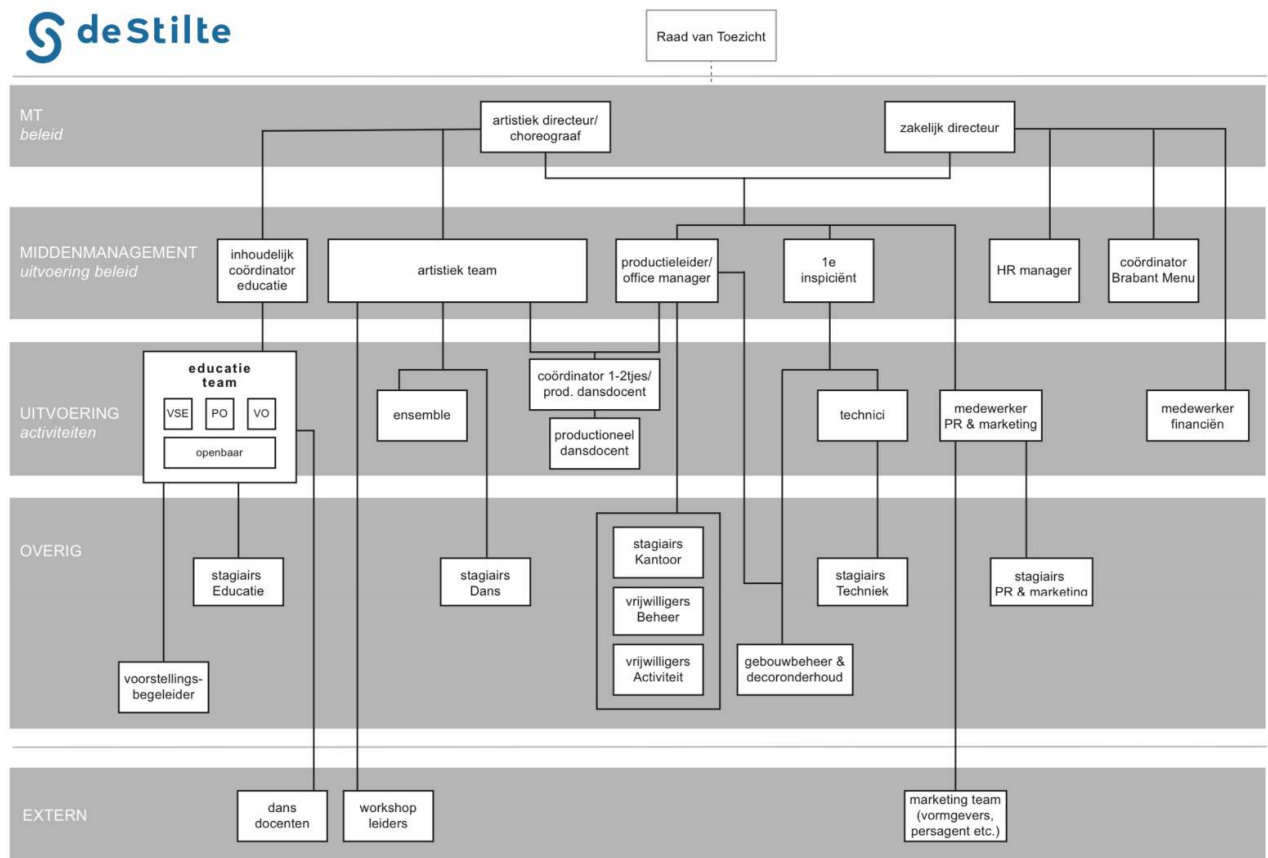 deStilte
Raad van Toezicht
MT
beleid
artistiek directeur/
choreograaf
zakelijk directeur
MIDDENMANAGEMENT
uitvoering beleid
inhoudelijk
coördinator
educatie
artistiek team
productieleider/
office manager
1e
inspiciënt
HR manager
coördinator
Brabant Menu
UITVOERING
activiteiten
educatie
team
VSE
PO
VO
openbaar
ensemble
coördinator 1-2tjes/
prod. dansdocent
productioneel
dansdocent
technici
medewerker
PR & marketing
medewerker
financiën
OVERIG
stagiairs
Educatie
stagiairs
Dans
stagiairs
Kantoor
vrijwilligers
Beheer
vrijwilligers
Activiteit
stagiairs
Techniek
stagiairs
PR & marketing
voorstellings-
begeleider
gebouwbeheer &
decoronderhoud
EXTERN
dans
docenten
workshop
leiders
marketing team
(vormgevers,
persagent etc.)